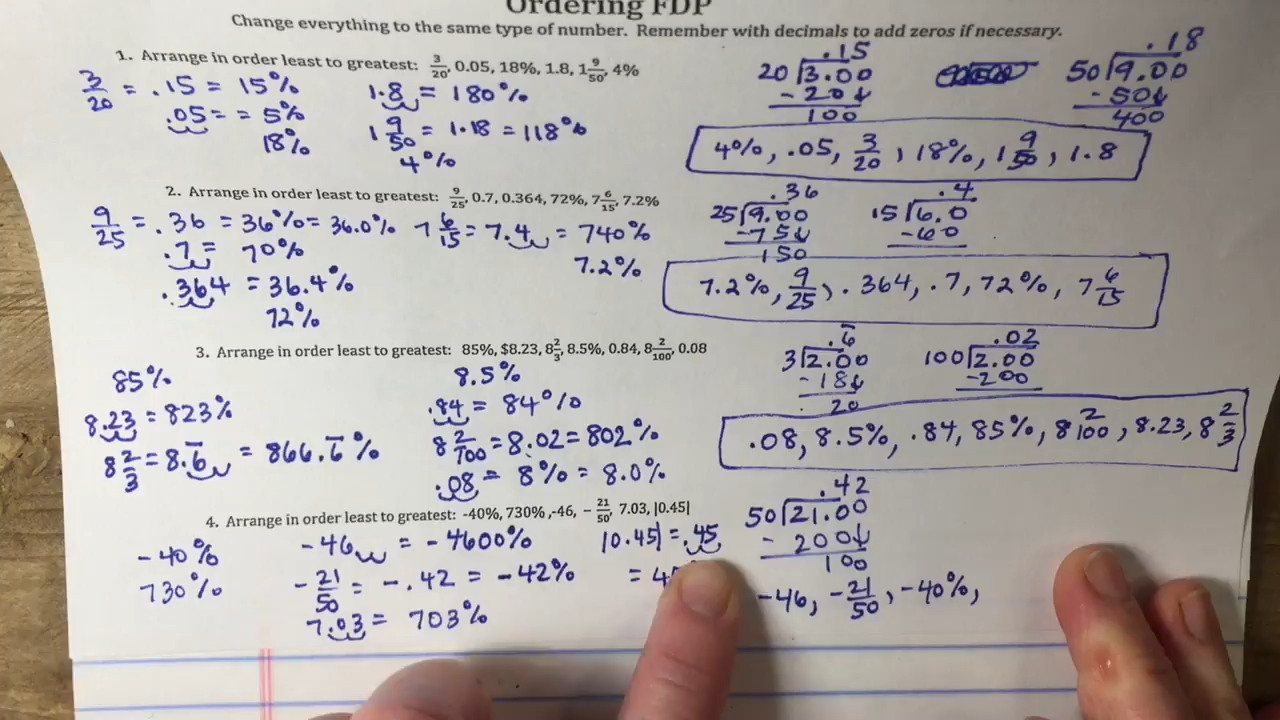 Ordering FDP
Change everything to the same type of number. Remember with decimals to add zeros if necessary.
1. Arrange in order least to greatest: 3/20, 0.05, 18%, 1.8, 1 9/50, 4%
3/20 = .15 = 15%
.05 = = 5%
18%
1.8 = 180%
1 9/50 = 1.18 = 118%
4%
.15
20 3.00
- 20
100
.18
50 9.00
- 50
400
4%, .05, 3/20, 18%, 1 9/50, 1.8
2. Arrange in order least to greatest: 9/25, 0.7, 0.364, 72%, 7 6/15, 7.2%
9/25 = .36 = 36% = 36.0%
.7 = 70%
.364 = 36.4%
72%
7 6/15 = 7.4 = 740%
7.2%
.36
25 9.00
- 75
150
.4
15 6.0
- 60
7.2%, 9/25, .364, .7, 72%, 7 6/15
3. Arrange in order least to greatest: 85%, $8.23, 8 2/3, 8.5%, 0.84, 8 2/100, 0.08
85%
8.23 = 823%
8 2/3 = 8.6̅ = 866.6̅%
8.5%
.84 = 84%
8 2/100 = 8.02 = 802%
.08 = 8% = 8.0%
.6̅
3 2.00
- 18
20
.02
100 2.00
- 200
.08, 8.5%, .84, 85%, 8 2/100, 8.23, 8 2/3
4. Arrange in order least to greatest: -40%, 730% ,-46, - 21/50, 7.03, |0.45|
-40%
730%
-46 = -4600%
- 21/50 = -.42 = -42%
7.03 = 703%
|0.45| = .45
= 4
.42
50 21.00
- 200
100
-46, - 21/50, -40%,